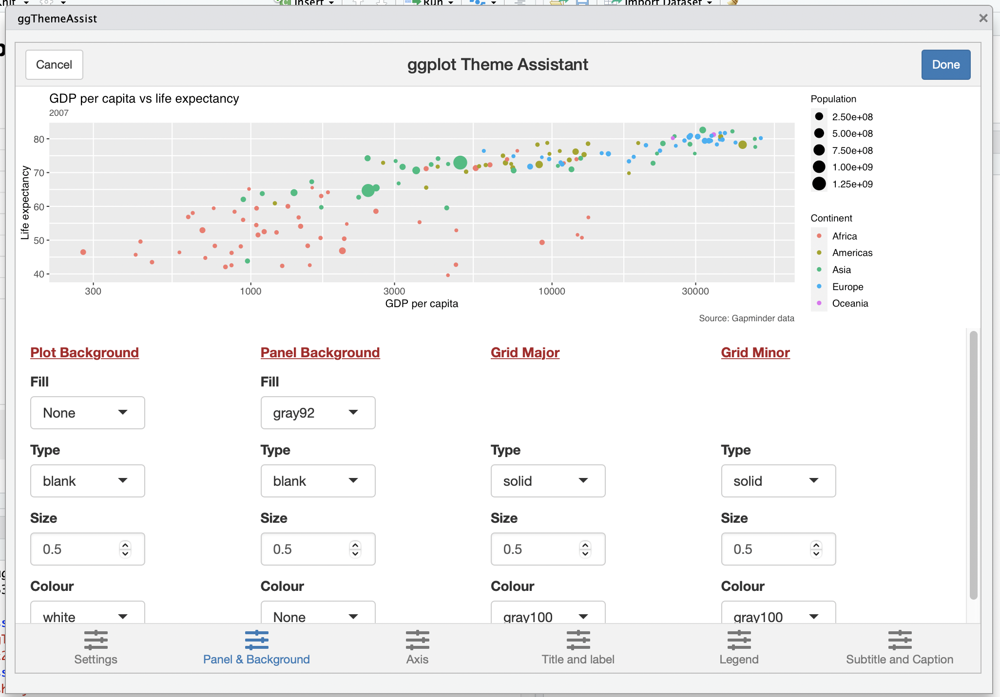 Insert
Run
Import Dataset
ggThemeAssist
Cancel
ggplot Theme Assistant
Done
GDP per capita vs life expectancy
2007
Life expectancy
80
70
60
50
40
300
1000
3000
10000
30000
GDP per capita
Source: Gapminder data
Population
2.50e+08
5.00e+08
7.50e+08
1.00e+09
1.25e+09
Continent
Africa
Americas
Asia
Europe
Oceania
Plot Background
Panel Background
Grid Major
Grid Minor
Fill
Fill
None
gray92
Type
Type
Type
Type
blank
blank
solid
solid
Size
Size
Size
Size
0.5
0.5
0.5
0.5
Colour
Colour
Colour
Colour
white
None
gray100
gray100
Settings
Panel & Background
Axis
Title and label
Legend
Subtitle and Caption